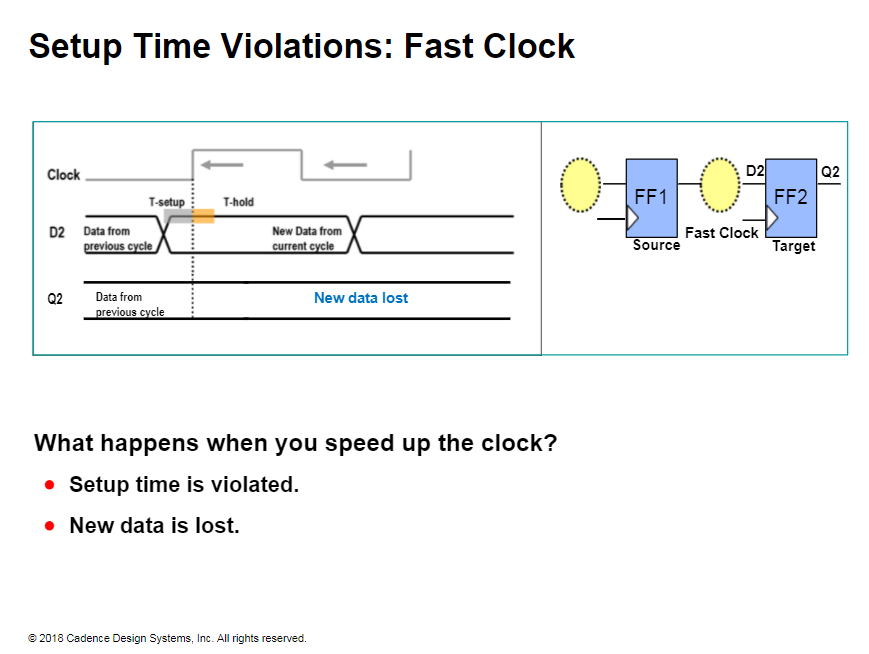 Setup Time Violations: Fast Clock
Clock
T-setup
T-hold
D2
Data from
previous cycle
New Data from
current cycle
Q2
Data from
previous cycle
New data lost
FF1
Source
D2
FF2
Q2
Fast Clock
Target
What happens when you speed up the clock?
● Setup time is violated.
● New data is lost.
© 2018 Cadence Design Systems, Inc. All rights reserved.